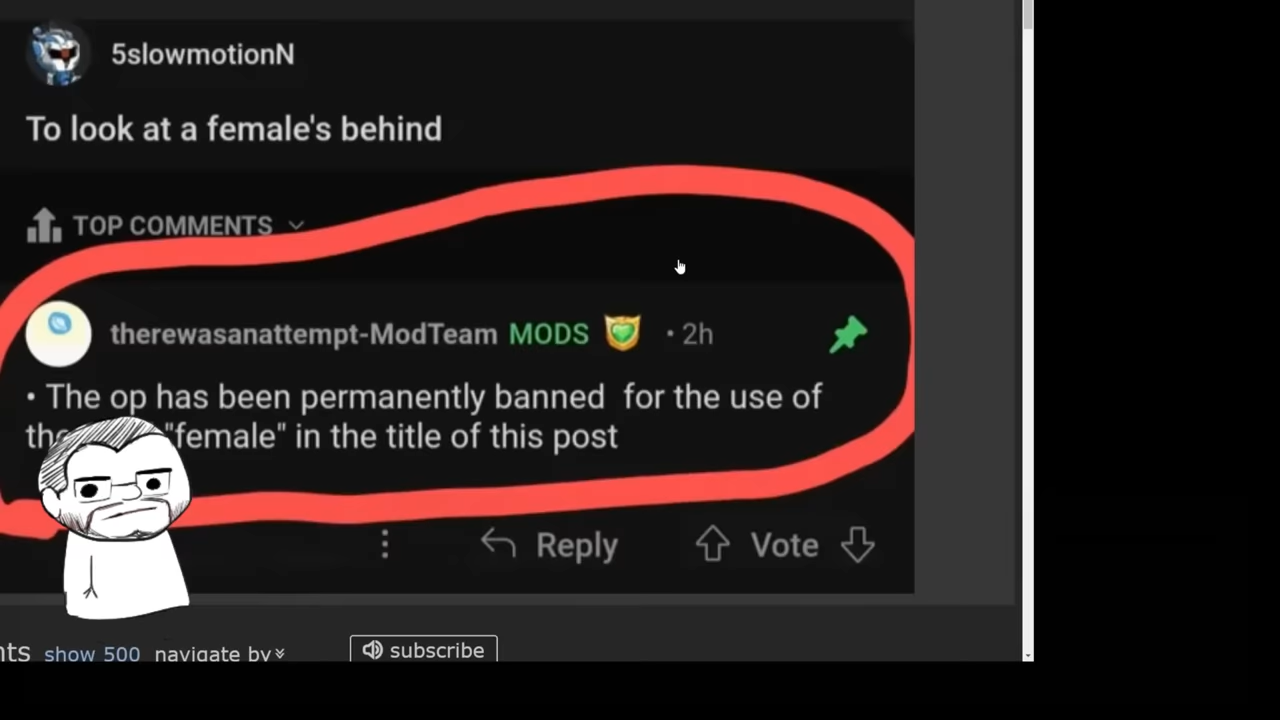 5slowmotionN
To look at a female's behind
TOP COMMENTS
therewasanattempt-ModTeam MODS • 2h
• The op has been permanently banned for the use of
"female" in the title of this post
Reply Vote
show 500 navigate by
subscribe